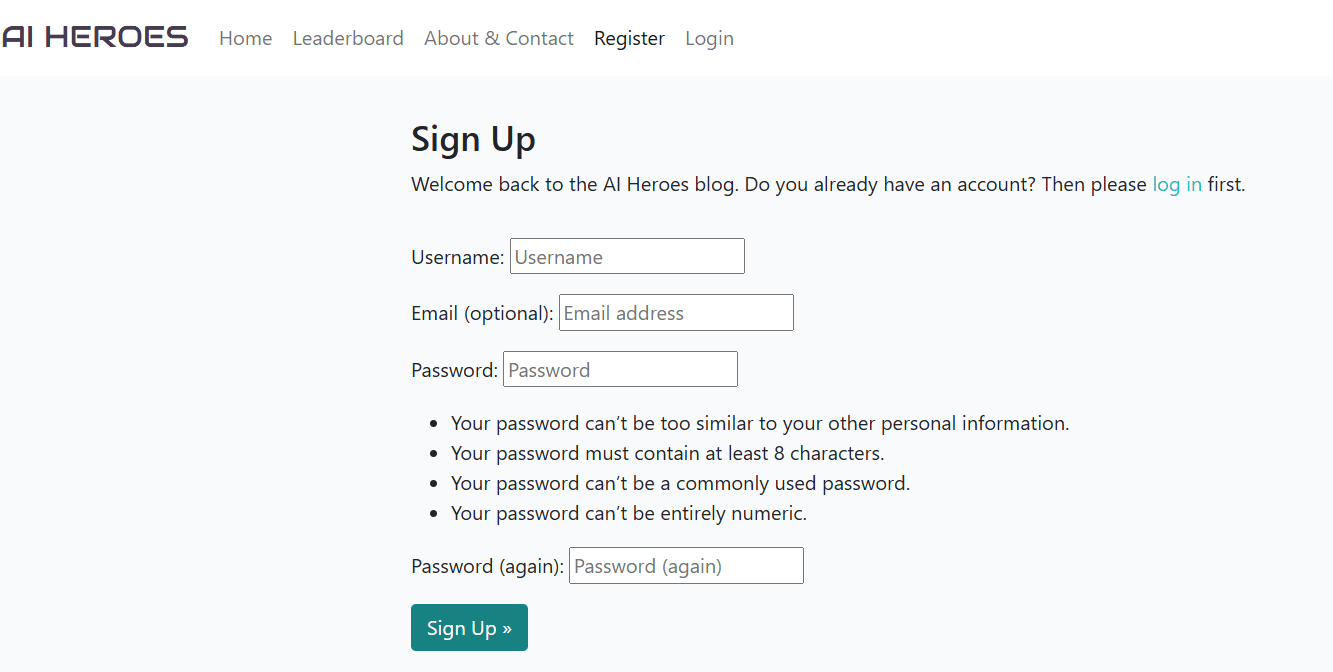 AI HEROES Home Leaderboard About & Contact Register Login
Sign Up
Welcome back to the AI Heroes blog. Do you already have an account? Then please log in first.
Username: Username
Email (optional): Email address
Password: Password
• Your password can’t be too similar to your other personal information.
• Your password must contain at least 8 characters.
• Your password can’t be a commonly used password.
• Your password can’t be entirely numeric.
Password (again): Password (again)
Sign Up »